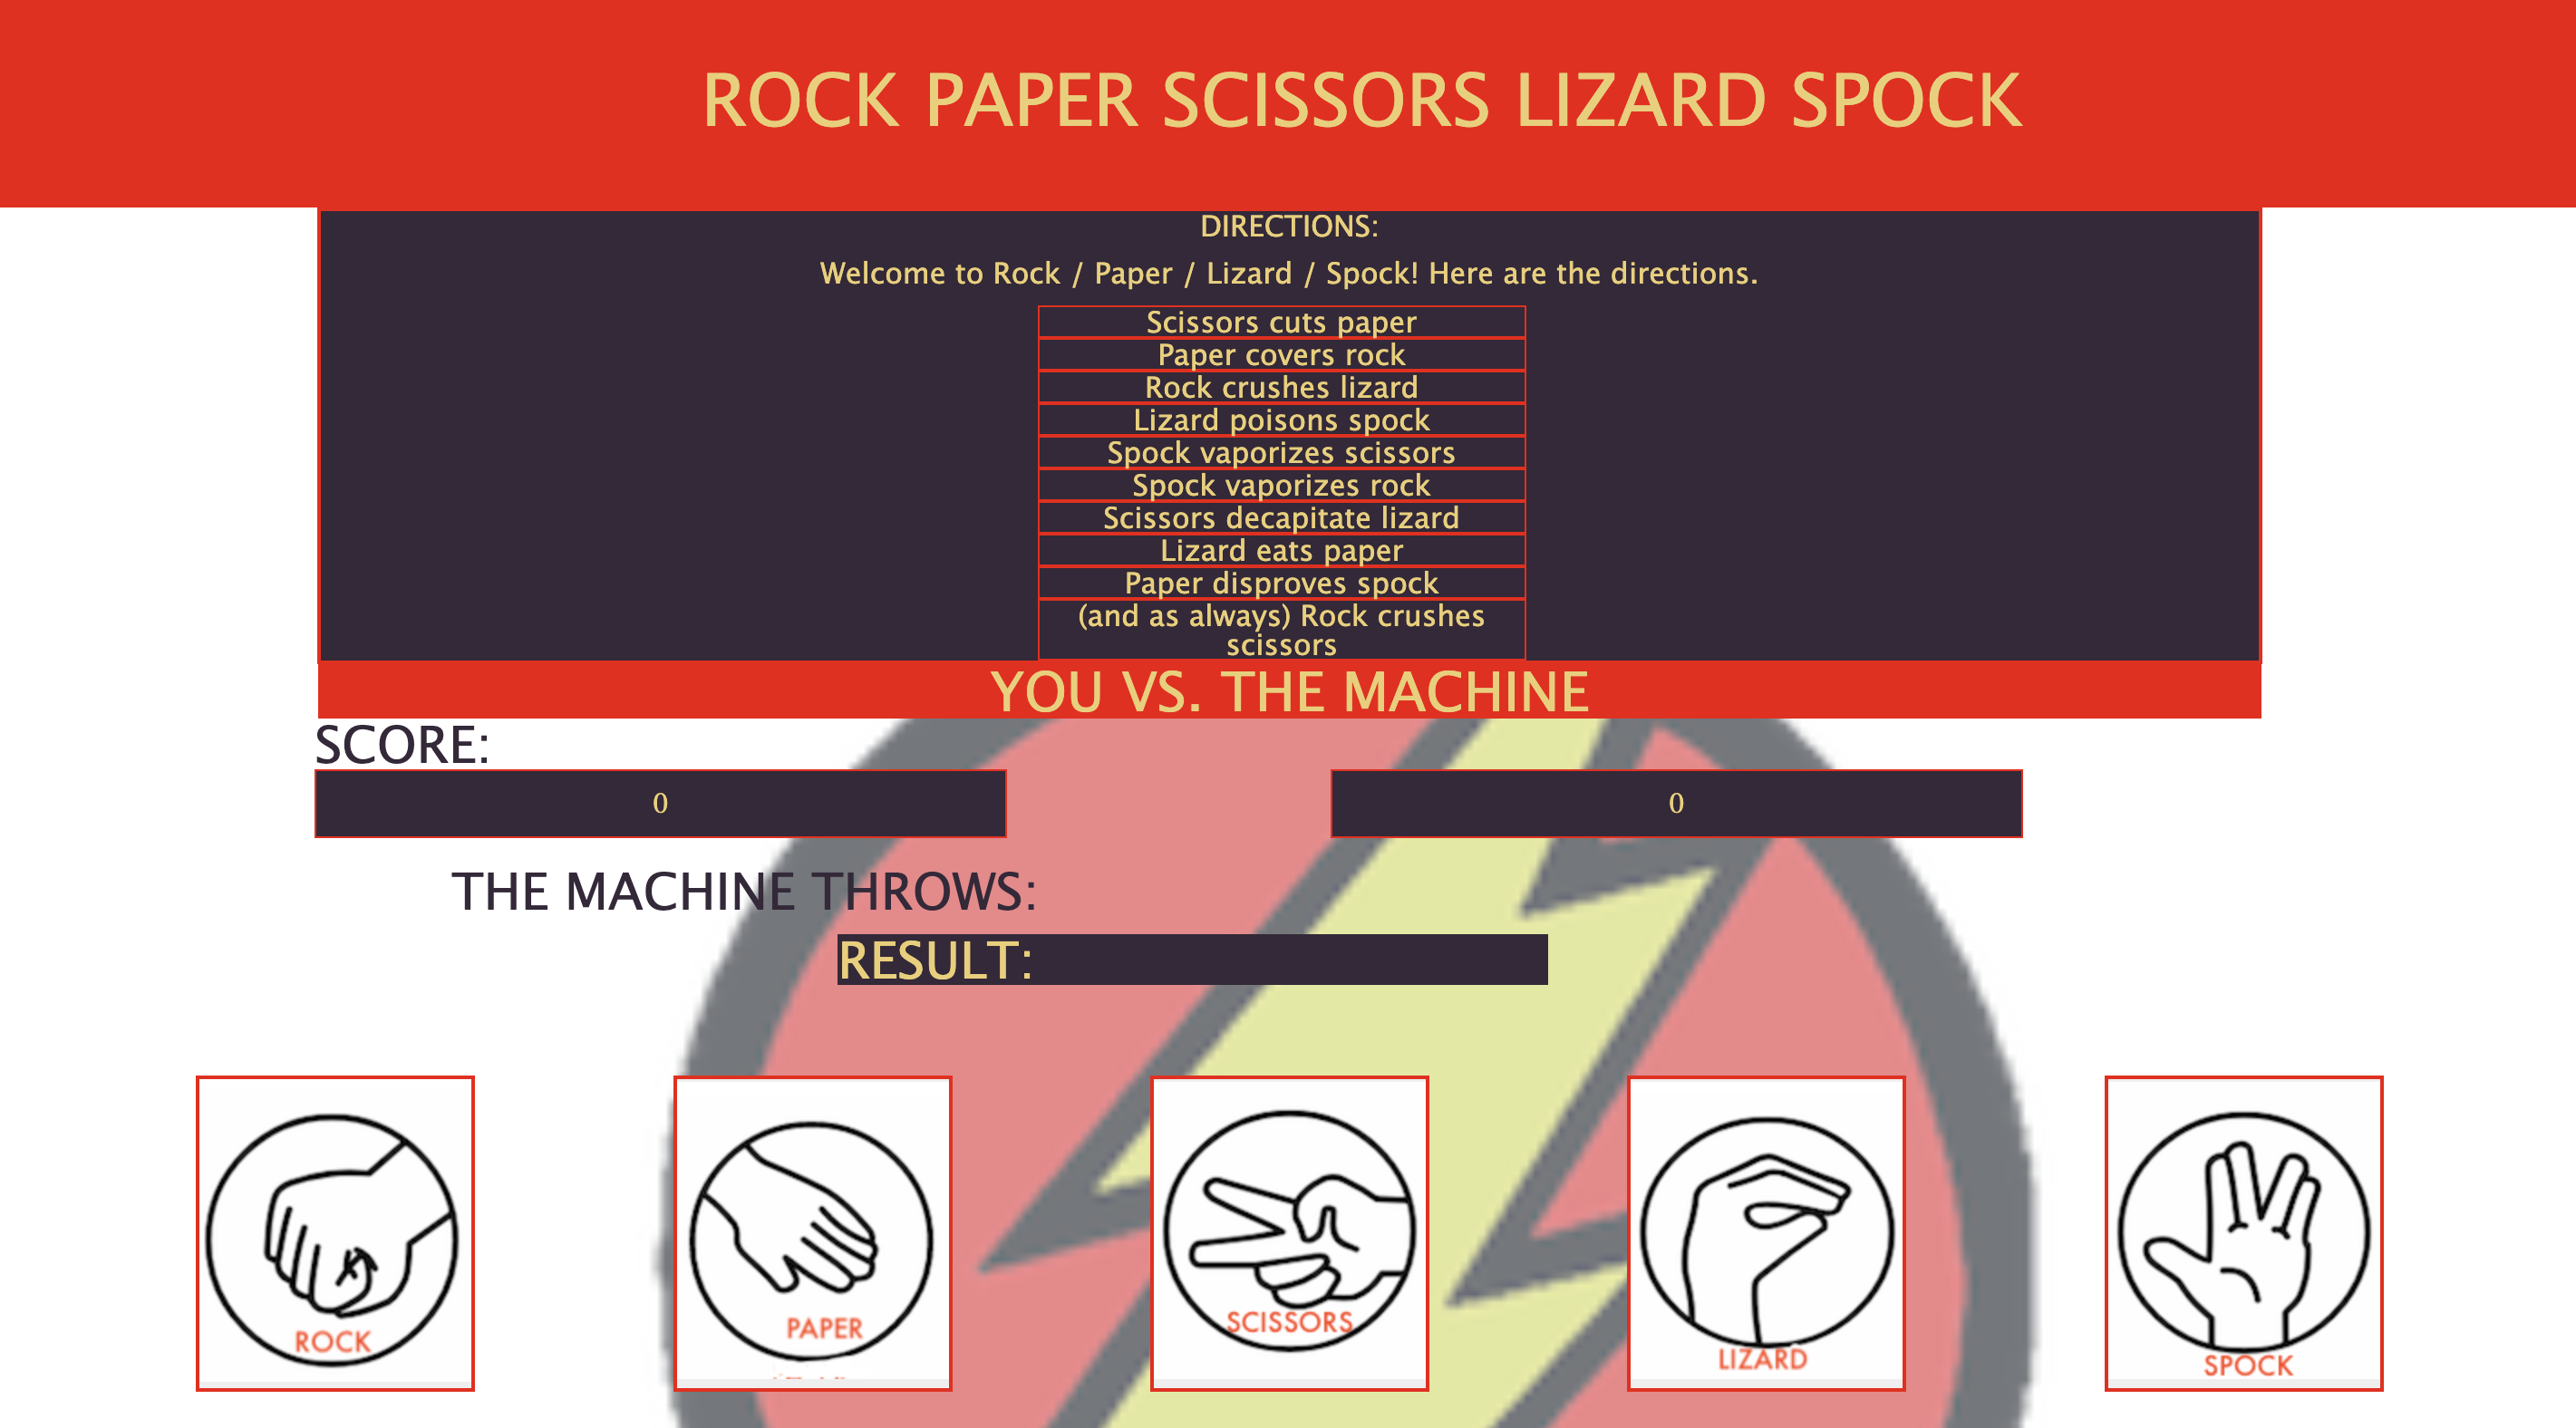 ROCK PAPER SCISSORS LIZARD SPOCK
DIRECTIONS:
Welcome to Rock / Paper / Lizard / Spock! Here are the directions.
Scissors cuts paper
Paper covers rock
Rock crushes lizard
Lizard poisons spock
Spock vaporizes scissors
Spock vaporizes rock
Scissors decapitate lizard
Lizard eats paper
Paper disproves spock
(and as always) Rock crushes
scissors
YOU VS. THE MACHINE
SCORE:
0 0
THE MACHINE THROWS:
RESULT:
ROCK
PAPER
SCISSORS
LIZARD
SPOCK